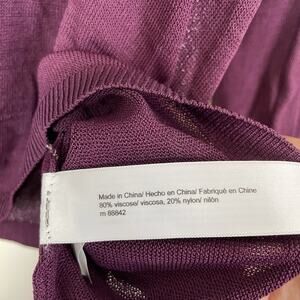 Made in China/ Hecho en China/ Fabriqué en Chine
80% viscose/ viscosa, 20% nylon/ nilón
rn 88842